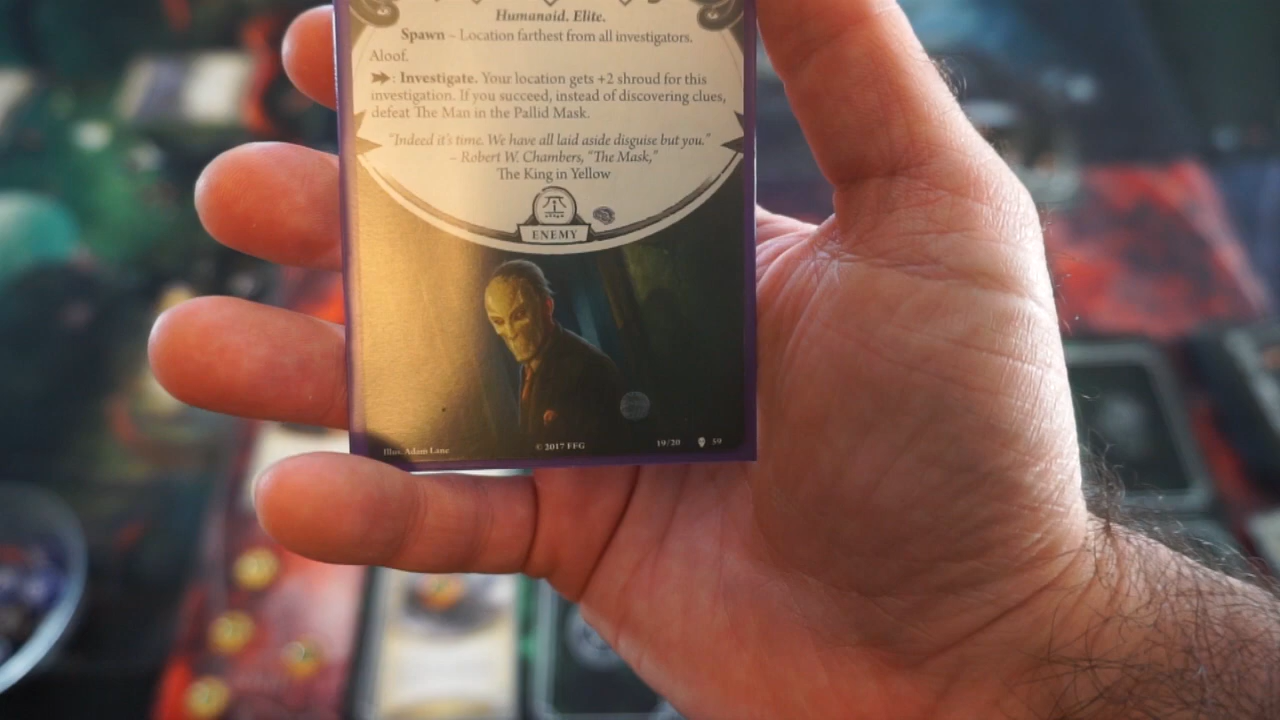 Humanoid. Elite.
Spawn – Location farthest from all investigators.
Aloof.
: Investigate. Your location gets +2 shroud for this
investigation. If you succeed, instead of discovering clues,
defeat The Man in the Pallid Mask.
"Indeed it's time. We have all laid aside disguise but you."
– Robert W. Chambers, "The Mask,"
The King in Yellow
ENEMY
Illus. Adam Lane
© 2017 FFG
19/20
59